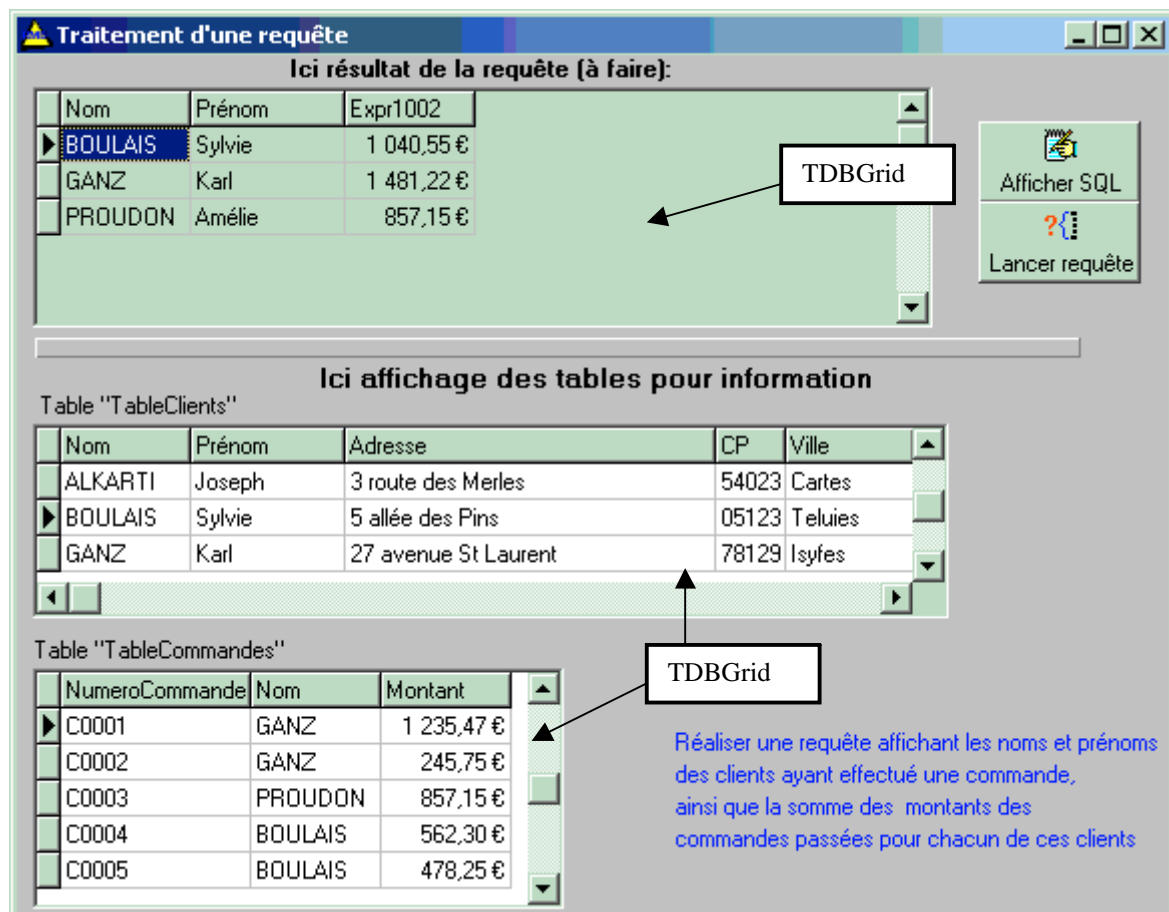 Traitement d'une requête
Ici résultat de la requête (à faire):
Nom Prénom Expr1002
BOULAIS Sylvie 1 040,55 €
GANZ Karl 1 481,22 €
PROUDON Amélie 857,15 €
TDBGrid
Afficher SQL
?{
Lancer requête
Ici affichage des tables pour information
Table "TableClients"
Nom Prénom Adresse CP Ville
ALKARTI Joseph 3 route des Merles 54023 Cartes
BOULAIS Sylvie 5 allée des Pins 05123 Teluies
GANZ Karl 27 avenue St Laurent 78129 Isyfes
Table "TableCommandes"
TDBGrid
NumeroCommande Nom Montant
C0001 GANZ 1 235,47 €
C0002 GANZ 245,75 €
C0003 PROUDON 857,15 €
C0004 BOULAIS 562,30 €
C0005 BOULAIS 478,25 €
Réaliser une requête affichant les noms et prénoms
des clients ayant effectué une commande,
ainsi que la somme des montants des
commandes passées pour chacun de ces clients